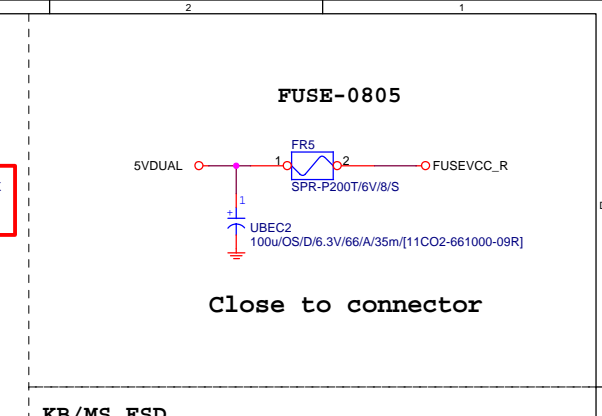 2 1
FUSE-0805
FR5
5VDUAL 1 2 FUSEVCC_R
SPR-P200T/6V/8/S
1
+
UBEC2
100u/OS/D/6.3V/66/A/35m/[11CO2-661000-09R]
Close to connector
KB/MS ESD